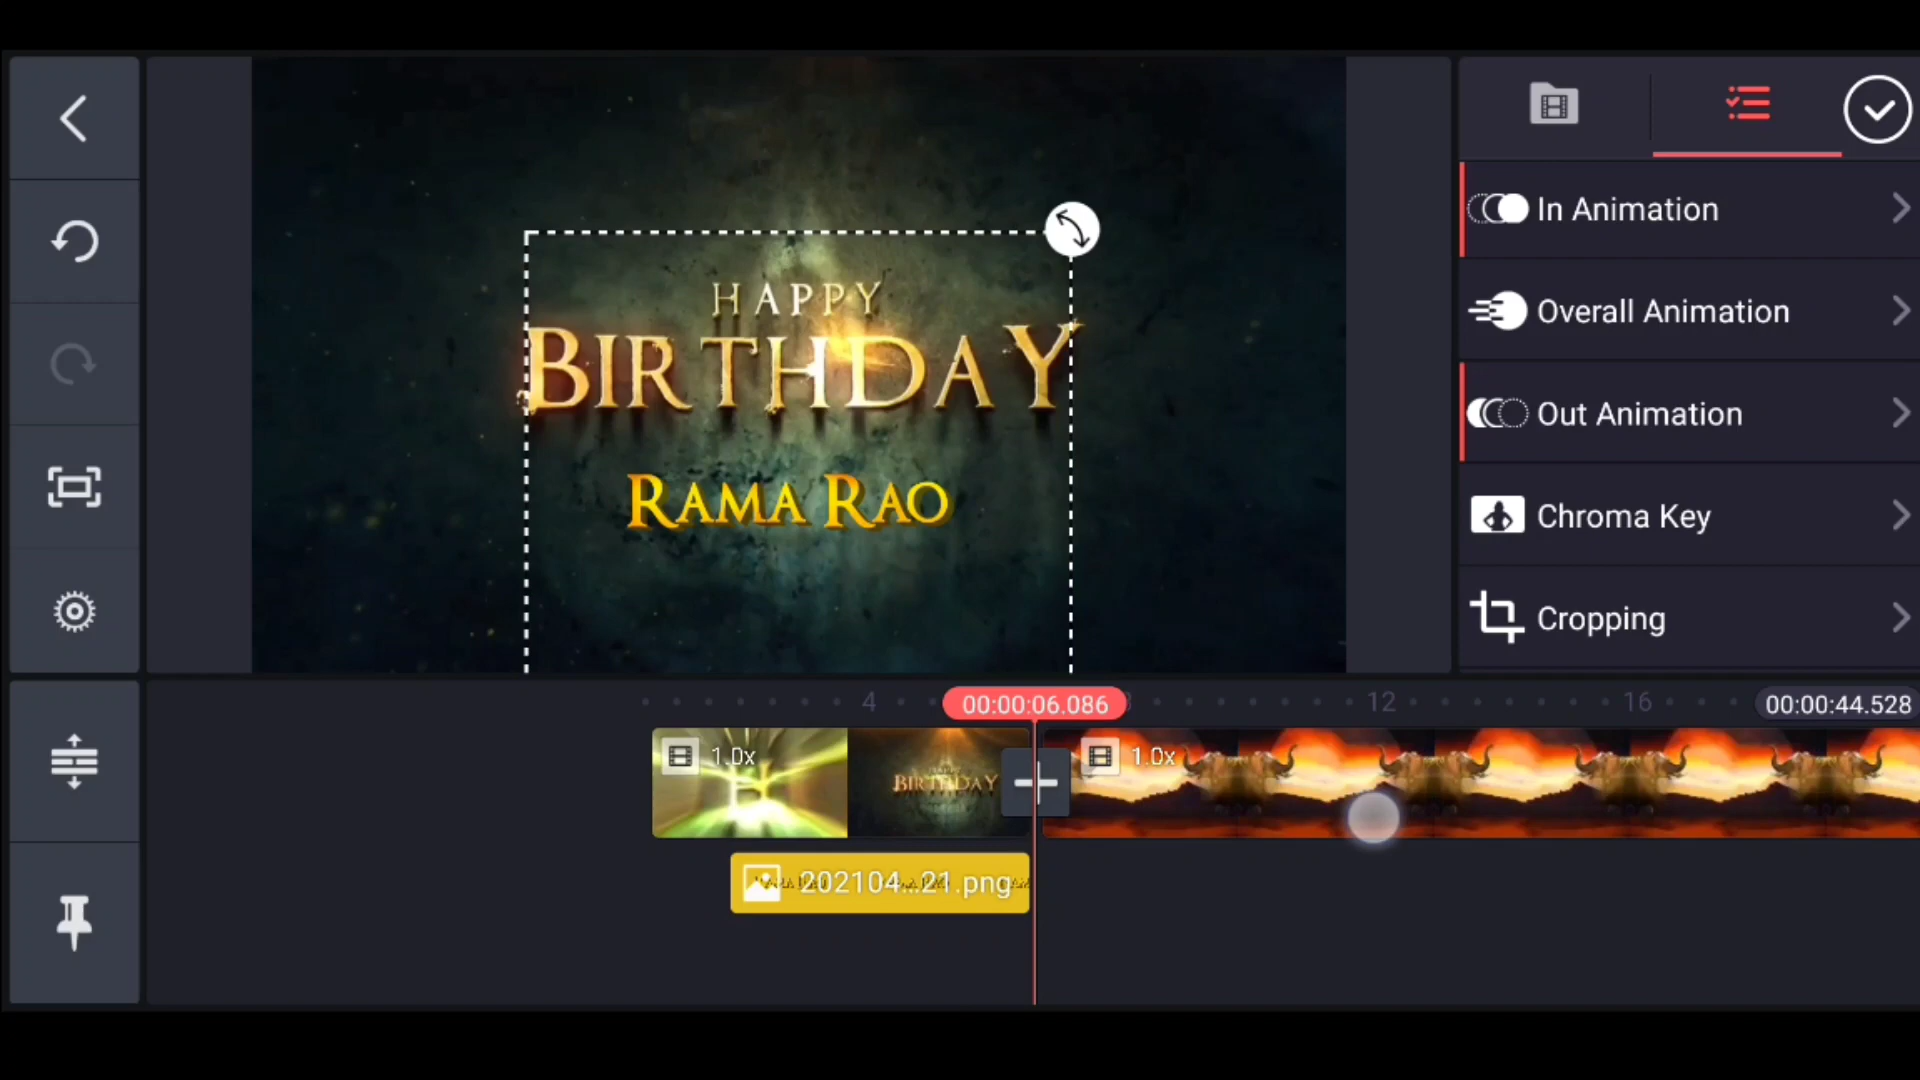 In Animation
Overall Animation
Out Animation
Chroma Key
Cropping
HAPPY
BIRTHDAY
RAMA RAO
4
00:00:06.086
12
16
00:00:44.528
1.0x
BIRTHDAY
1.0x
202104...21.png